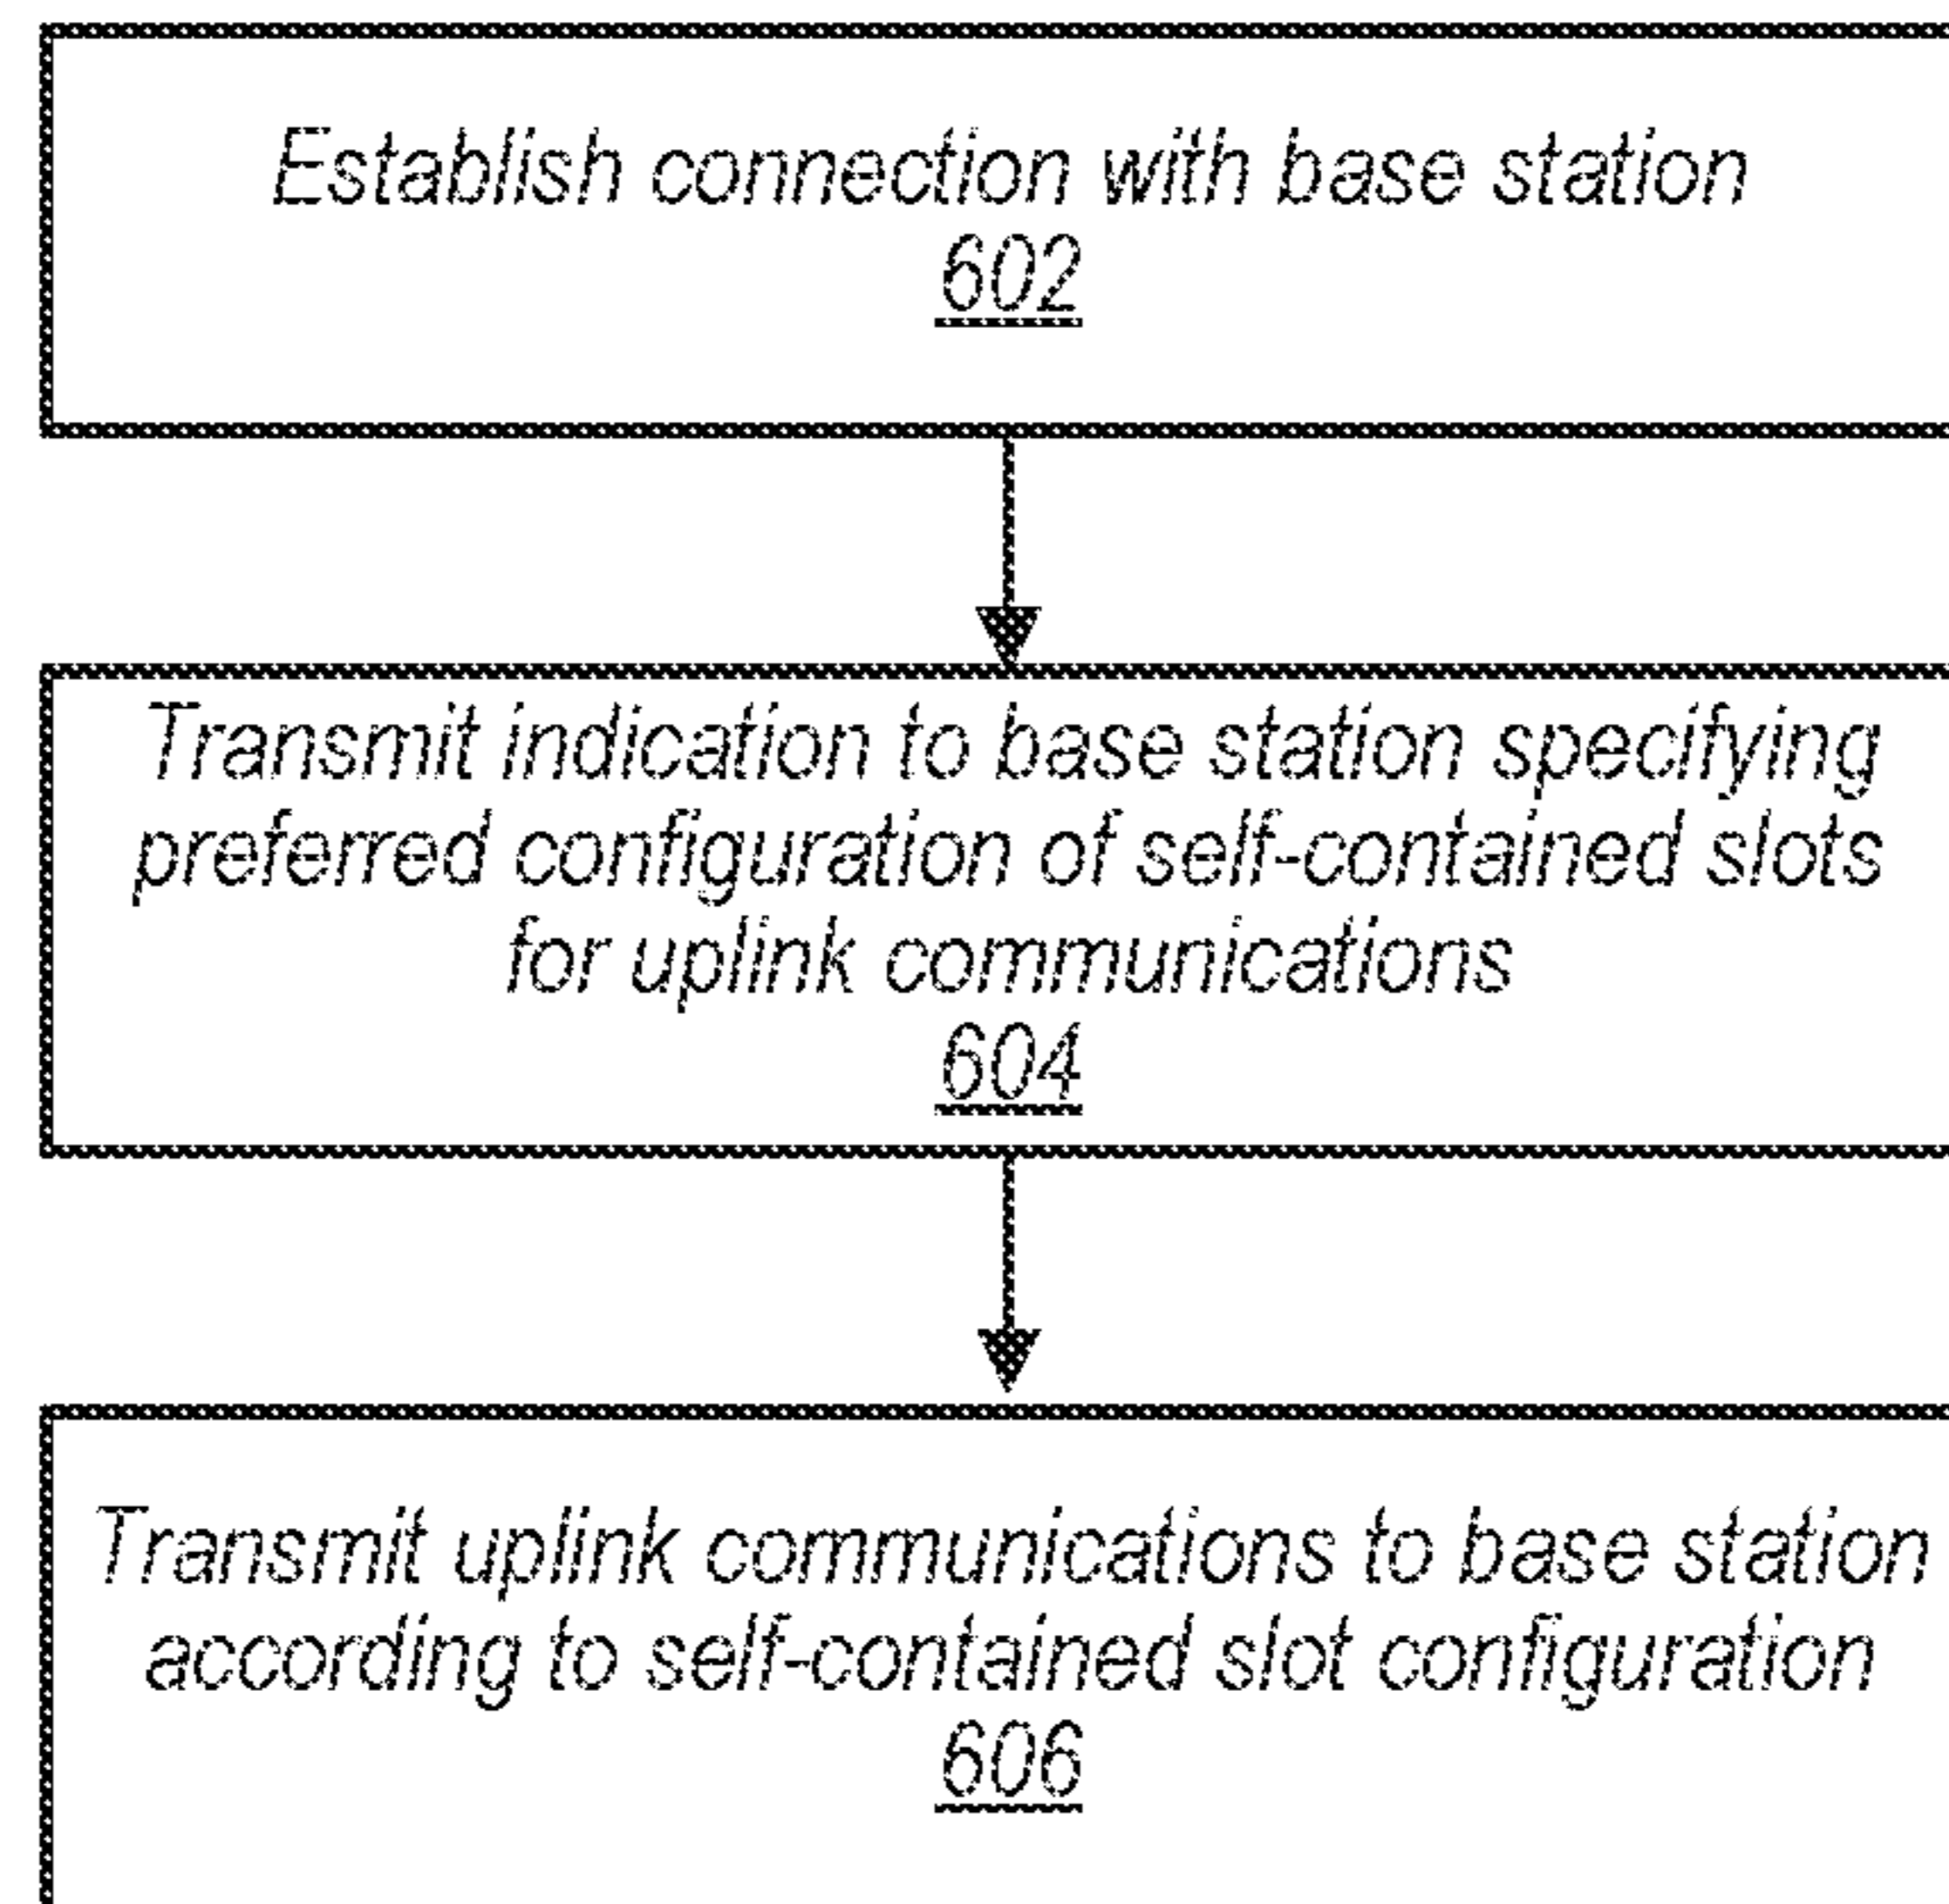 Establish connection with base station
602
Transmit indication to base station specifying
preferred configuration of self-contained slots
for uplink communications
604
Transmit uplink communications to base station
according to self-contained slot configuration
606